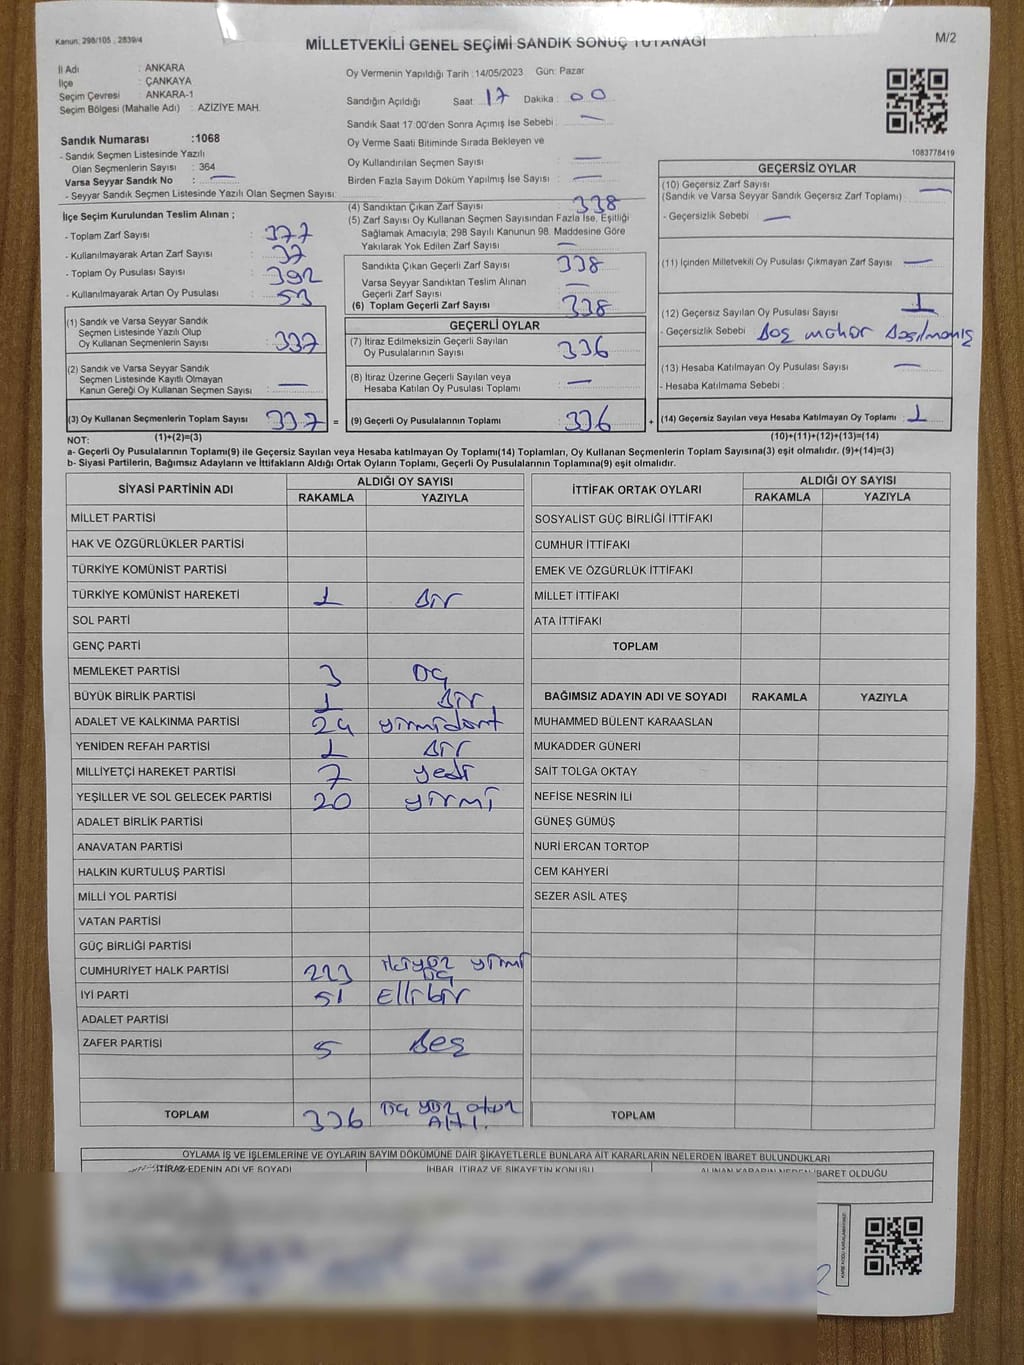 Kanun: 298/105 ; 2839/4
MİLLETVEKİLİ GENEL SEÇİMİ SANDIK SONUÇ TUTANAĞI
M/2
İl Adı : ANKARA
İlçe : ÇANKAYA
Seçim Çevresi : ANKARA-1
Seçim Bölgesi (Mahalle Adı) : AZİZİYE MAH.
Sandık Numarası :1068
- Sandık Seçmen Listesinde Yazılı
Olan Seçmenlerin Sayısı : 364
Varsa Seyyar Sandık No : —
- Seyyar Sandık Seçmen Listesinde Yazılı Olan Seçmen Sayısı:
Oy Vermenin Yapıldığı Tarih : 14/05/2023 Gün: Pazar
Sandığın Açıldığı Saat : 17 Dakika : 00
Sandık Saat 17:00'den Sonra Açımış İse Sebebi : —
Oy Verme Saati Bitiminde Sırada Bekleyen ve
Oy Kullandırılan Seçmen Sayısı : —
Birden Fazla Sayım Döküm Yapılmış İse Sayısı : —
1083778419
İlçe Seçim Kurulundan Teslim Alınan ;
- Toplam Zarf Sayısı : 377
- Kullanılmayarak Artan Zarf Sayısı : 37
- Toplam Oy Pusulası Sayısı : 392
- Kullanılmayarak Artan Oy Pusulası : 53
(4) Sandıktan Çıkan Zarf Sayısı : 338
(5) Zarf Sayısı Oy Kullanan Seçmen Sayısından Fazla İse, Eşitliği
Sağlamak Amacıyla; 298 Sayılı Kanunun 98. Maddesine Göre
Yakılarak Yok Edilen Zarf Sayısı : —
Sandıkta Çıkan Geçerli Zarf Sayısı : 338
Varsa Seyyar Sandıktan Teslim Alınan
Geçerli Zarf Sayısı : —
(6) Toplam Geçerli Zarf Sayısı : 338
GEÇERSİZ OYLAR
(10) Geçersiz Zarf Sayısı : —
(Sandık ve Varsa Seyyar Sandık Geçersiz Zarf Toplamı)
- Geçersizlik Sebebi : —
(11) İçinden Milletvekili Oy Pusulası Çıkmayan Zarf Sayısı : —
(12) Geçersiz Sayılan Oy Pusulası Sayısı : 1
- Geçersizlik Sebebi : Boş mühür Basılmamış
(13) Hesaba Katılmayan Oy Pusulası Sayısı : —
- Hesaba Katılmama Sebebi :
(1) Sandık ve Varsa Seyyar Sandık
Seçmen Listesinde Yazılı Olup
Oy Kullanan Seçmenlerin Sayısı : 337
(2) Sandık ve Varsa Seyyar Sandık
Seçmen Listesinde Kayıtlı Olmayan
Kanun Gereği Oy Kullanan Seçmen Sayısı : —
GEÇERLİ OYLAR
(7) İtiraz Edilmeksizin Geçerli Sayılan
Oy Pusulalarının Sayısı : 336
(8) İtiraz Üzerine Geçerli Sayılan veya
Hesaba Katılan Oy Pusulası Toplamı : —
(3) Oy Kullanan Seçmenlerin Toplam Sayısı 337 = (9) Geçerli Oy Pusulalarının Toplamı : 336 + (14) Geçersiz Sayılan veya Hesaba Katılmayan Oy Toplamı : 1
NOT: (1)+(2)=(3) (10)+(11)+(12)+(13)=(14)
a- Geçerli Oy Pusulalarının Toplamı(9) ile Geçersiz Sayılan veya Hesaba katılmayan Oy Toplamı(14) Toplamları, Oy Kullanan Seçmenlerin Toplam Sayısına(3) eşit olmalıdır. (9)+(14)=(3)
b- Siyasi Partilerin, Bağımsız Adayların ve İttifakların Aldığı Ortak Oyların Toplamı, Geçerli Oy Pusulalarının Toplamına(9) eşit olmalıdır.
SİYASİ PARTİNİN ADI ALDIĞI OY SAYISI
RAKAMLA YAZIYLA
MİLLET PARTİSİ
HAK VE ÖZGÜRLÜKLER PARTİSİ
TÜRKİYE KOMÜNİST PARTİSİ
TÜRKİYE KOMÜNİST HAREKETİ 1 Bir
SOL PARTİ
GENÇ PARTİ
MEMLEKET PARTİSİ 3 Üç
BÜYÜK BİRLİK PARTİSİ 1 Bir
ADALET VE KALKINMA PARTİSİ 24 yirmidört
YENİDEN REFAH PARTİSİ 1 Bir
MİLLİYETÇİ HAREKET PARTİSİ 7 yedi
YEŞİLLER VE SOL GELECEK PARTİSİ 20 yirmi
ADALET BİRLİK PARTİSİ
ANAVATAN PARTİSİ
HALKIN KURTULUŞ PARTİSİ
MİLLİ YOL PARTİSİ
VATAN PARTİSİ
GÜÇ BİRLİĞİ PARTİSİ
CUMHURİYET HALK PARTİSİ 223 ikiyüz yirmi üç
İYİ PARTİ 51 Ellibir
ADALET PARTİSİ
ZAFER PARTİSİ 5 Beş
TOPLAM 336 üç yüz otuz Altı.
İTTİFAK ORTAK OYLARI ALDIĞI OY SAYISI
RAKAMLA YAZIYLA
SOSYALİST GÜÇ BİRLİĞİ İTTİFAKI
CUMHUR İTTİFAKI
EMEK VE ÖZGÜRLÜK İTTİFAKI
MİLLET İTTİFAKI
ATA İTTİFAKI
TOPLAM
BAĞIMSIZ ADAYIN ADI VE SOYADI RAKAMLA YAZIYLA
MUHAMMED BÜLENT KARAASLAN
MUKADDER GÜNERİ
SAİT TOLGA OKTAY
NEFİSE NESRİN İLİ
GÜNEŞ GÜMÜŞ
NURİ ERCAN TORTOP
CEM KAHYERİ
SEZER ASİL ATEŞ
TOPLAM
OYLAMA İŞ VE İŞLEMLERİNE VE OYLARIN SAYIM DÖKÜMÜNE DAİR ŞİKAYETLERLE BUNLARA AİT KARARLARIN NELERDEN İBARET BULUNDUKLARI
İTİRAZ EDENİN ADI VE SOYADI İHBAR, İTİRAZ VE ŞİKAYETİN KONUSU ALINAN KARARIN NEDEN İBARET OLDUĞU